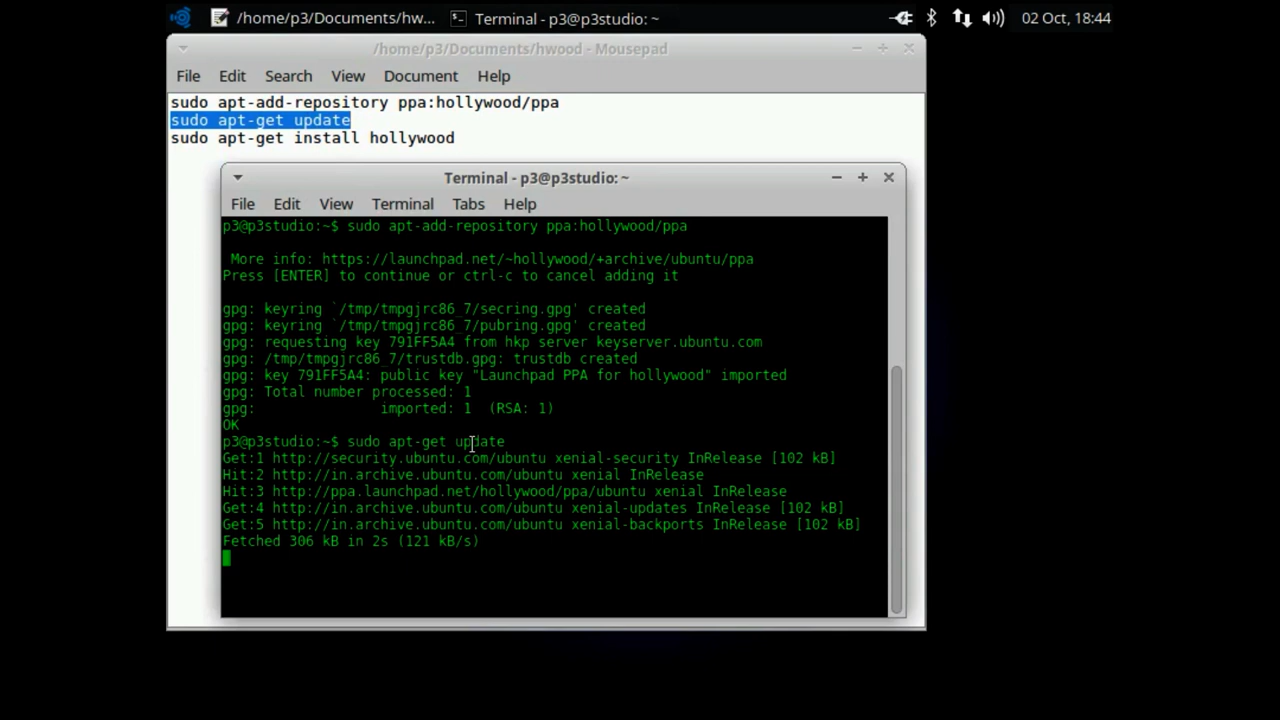 /home/p3/Documents/hw...
Terminal - p3@p3studio: ~
02 Oct, 18:44
/home/p3/Documents/hwood - Mousepad
File Edit Search View Document Help
sudo apt-add-repository ppa:hollywood/ppa
sudo apt-get update
sudo apt-get install hollywood
Terminal - p3@p3studio: ~
File Edit View Terminal Tabs Help
p3@p3studio:~$ sudo apt-add-repository ppa:hollywood/ppa
More info: https://launchpad.net/~hollywood/+archive/ubuntu/ppa
Press [ENTER] to continue or ctrl-c to cancel adding it
gpg: keyring `/tmp/tmpgjrc86_7/secring.gpg' created
gpg: keyring `/tmp/tmpgjrc86_7/pubring.gpg' created
gpg: requesting key 791FF5A4 from hkp server keyserver.ubuntu.com
gpg: /tmp/tmpgjrc86_7/trustdb.gpg: trustdb created
gpg: key 791FF5A4: public key "Launchpad PPA for hollywood" imported
gpg: Total number processed: 1
gpg:               imported: 1  (RSA: 1)
OK
p3@p3studio:~$ sudo apt-get update
Get:1 http://security.ubuntu.com/ubuntu xenial-security InRelease [102 kB]
Hit:2 http://in.archive.ubuntu.com/ubuntu xenial InRelease
Hit:3 http://ppa.launchpad.net/hollywood/ppa/ubuntu xenial InRelease
Get:4 http://in.archive.ubuntu.com/ubuntu xenial-updates InRelease [102 kB]
Get:5 http://in.archive.ubuntu.com/ubuntu xenial-backports InRelease [102 kB]
Fetched 306 kB in 2s (121 kB/s)